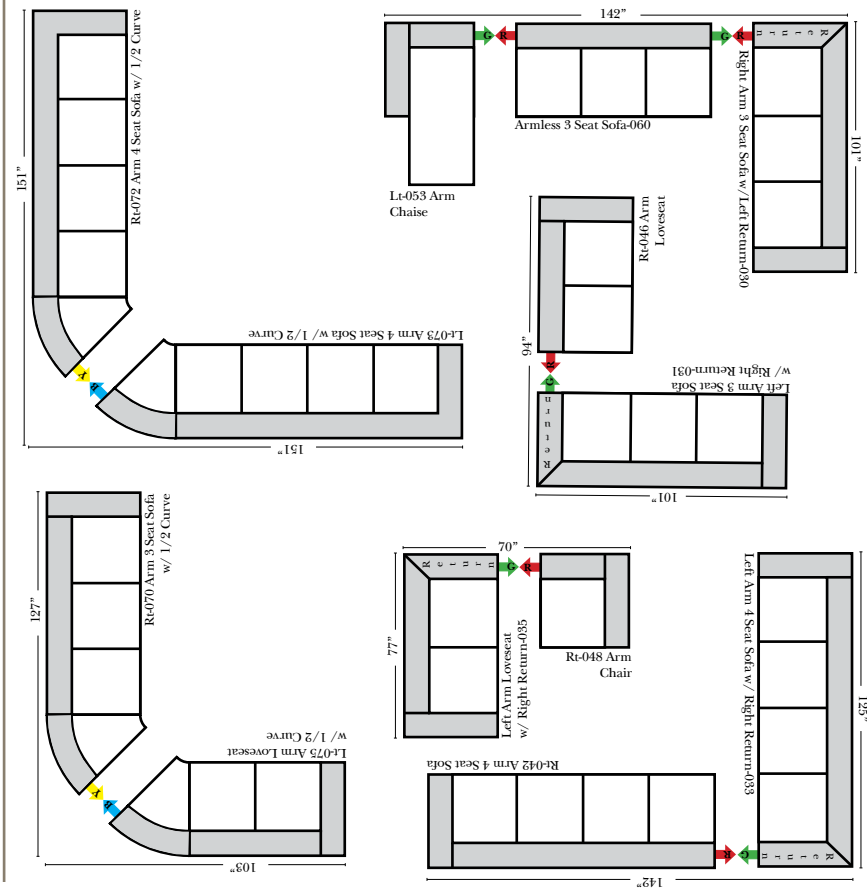 151”
Rt-072 Arm 4 Seat Sofa w/ 1/2 Curve
Y
B
Lt-073 Arm 4 Seat Sofa w/ 1/2 Curve
151”
142”
G
R
G
R
Return
Armless 3 Seat Sofa-060
Lt-053 Arm
Chaise
Right Arm 3 Seat Sofa w/Left Return-030
101”
Rt-046 Arm
Loveseat
94”
R
G
Return
Left Arm 3 Seat Sofa
w/ Right Return-031
101”
127”
Rt-070 Arm 3 Seat Sofa
w/ 1/2 Curve
Y
B
Lt-075 Arm Loveseat
w/ 1/2 Curve
103”
70”
Return
G
R
77”
Left Arm Loveseat
w/ Right Return-035
Rt-048 Arm
Chair
Left Arm 4 Seat Sofa w/ Right Return-033
125”
Rt-042 Arm 4 Seat Sofa
R
G
Return
142”